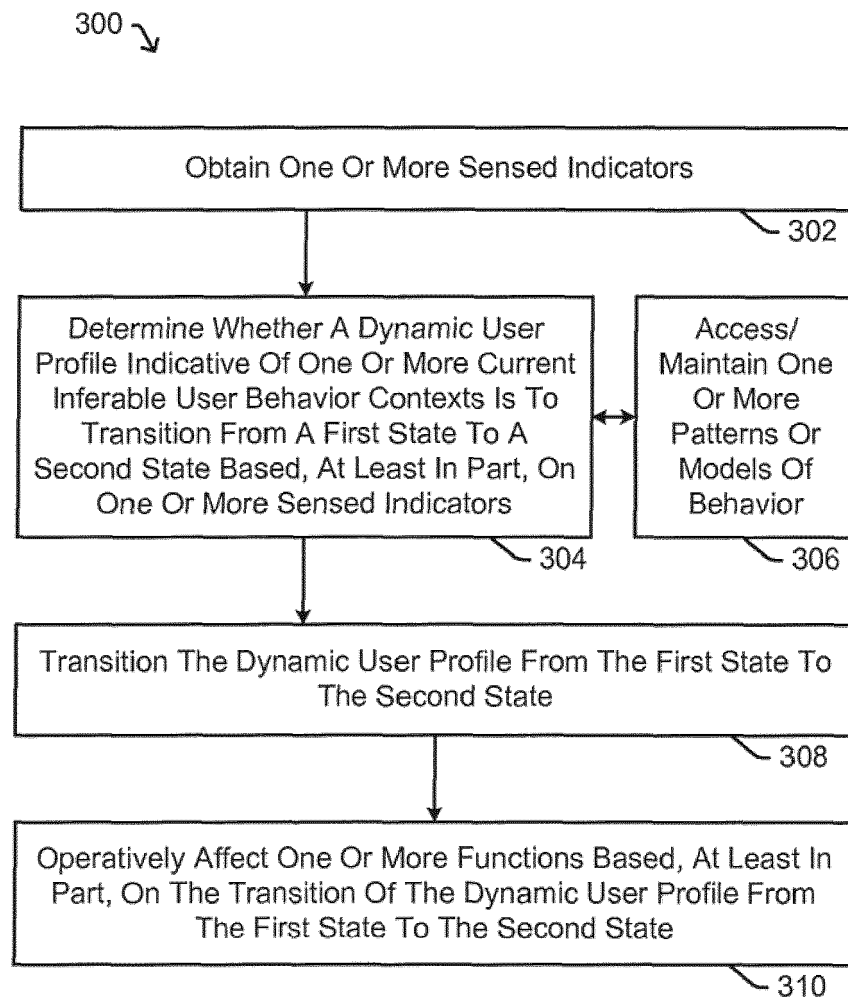 300
Obtain One Or More Sensed Indicators
302
Determine Whether A Dynamic User
Profile Indicative Of One Or More Current
Inferable User Behavior Contexts Is To
Transition From A First State To A
Second State Based, At Least In Part, On
One Or More Sensed Indicators
304
Access/
Maintain One
Or More
Patterns Or
Models Of
Behavior
306
Transition The Dynamic User Profile From The First State To
The Second State
308
Operatively Affect One Or More Functions Based, At Least In
Part, On The Transition Of The Dynamic User Profile From
The First State To The Second State
310